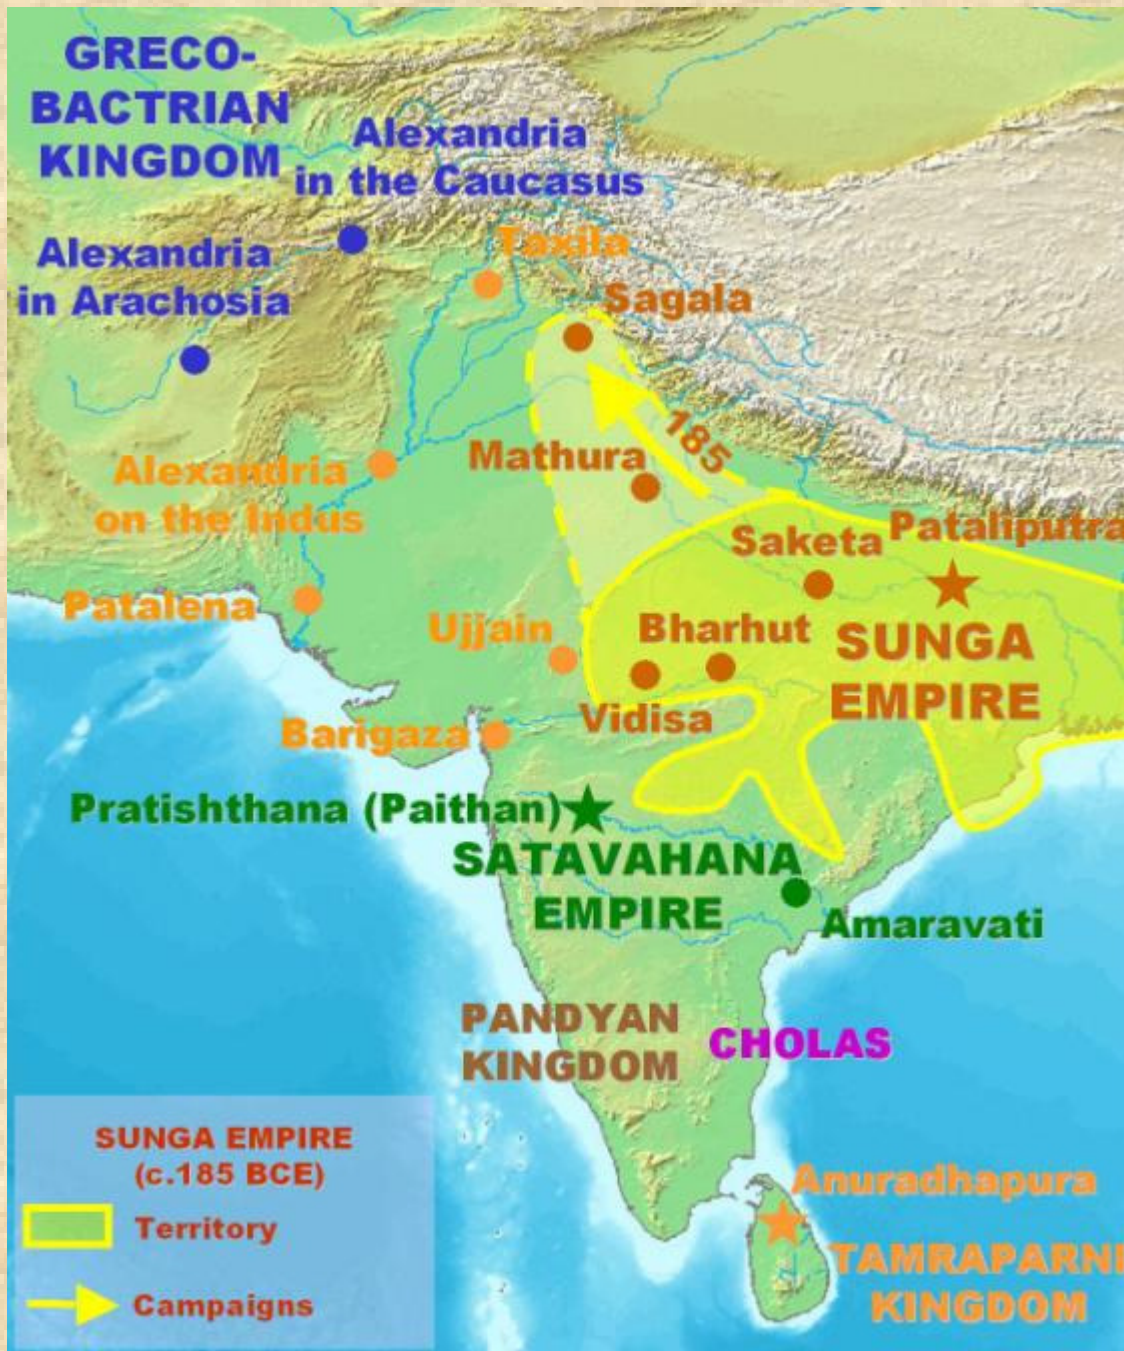 GRECO-
BACTRIAN
KINGDOM
Alexandria
in the Caucasus
Alexandria
in Arachosia
Taxila
Sagala
185
Mathura
Alexandria
on the Indus
Saketa
Pataliputra
Patalena
Ujjain
Bharhut
SUNGA
EMPIRE
Vidisa
Barigaza
Pratishthana (Paithan)
SATAVAHANA
EMPIRE
Amaravati
PANDYAN
KINGDOM
CHOLAS
SUNGA EMPIRE
(c.185 BCE)
Territory
Campaigns
Anuradhapura
TAMRAPARNI
KINGDOM